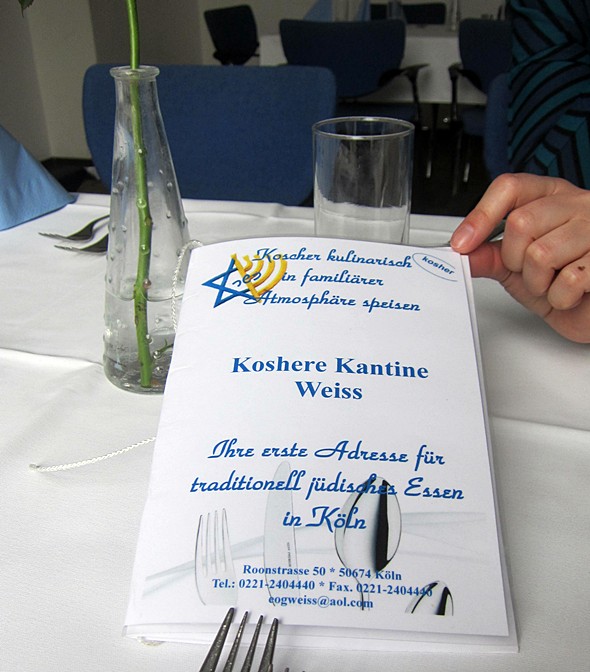 Koscher kulinarisch
kosher
in familiärer
Atmosphäre speisen
Koshere Kantine
Weiss
Ihre erste Adresse für
traditionell jüdisches Essen
in Köln
Roonstrasse 50 * 50674 Köln
Tel.: 0221-2404440 * Fax. 0221-2404440
eogweiss@aol.com